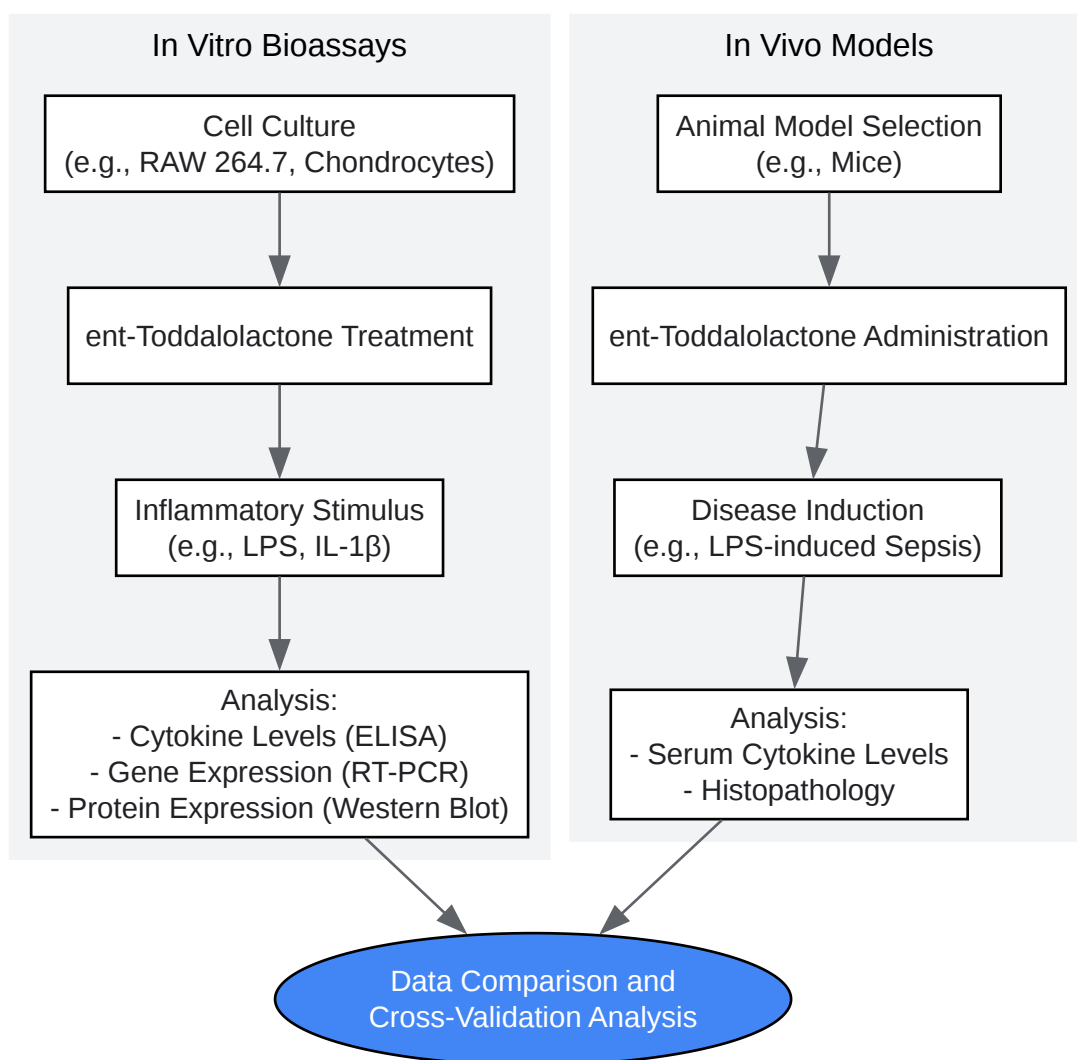 In Vitro Bioassays
Cell Culture
(e.g., RAW 264.7, Chondrocytes)
ent-Toddalolactone Treatment
Inflammatory Stimulus
(e.g., LPS, IL-1β)
Analysis:
- Cytokine Levels (ELISA)
- Gene Expression (RT-PCR)
- Protein Expression (Western Blot)
In Vivo Models
Animal Model Selection
(e.g., Mice)
ent-Toddalolactone Administration
Disease Induction
(e.g., LPS-induced Sepsis)
Analysis:
- Serum Cytokine Levels
- Histopathology
Data Comparison and
Cross-Validation Analysis